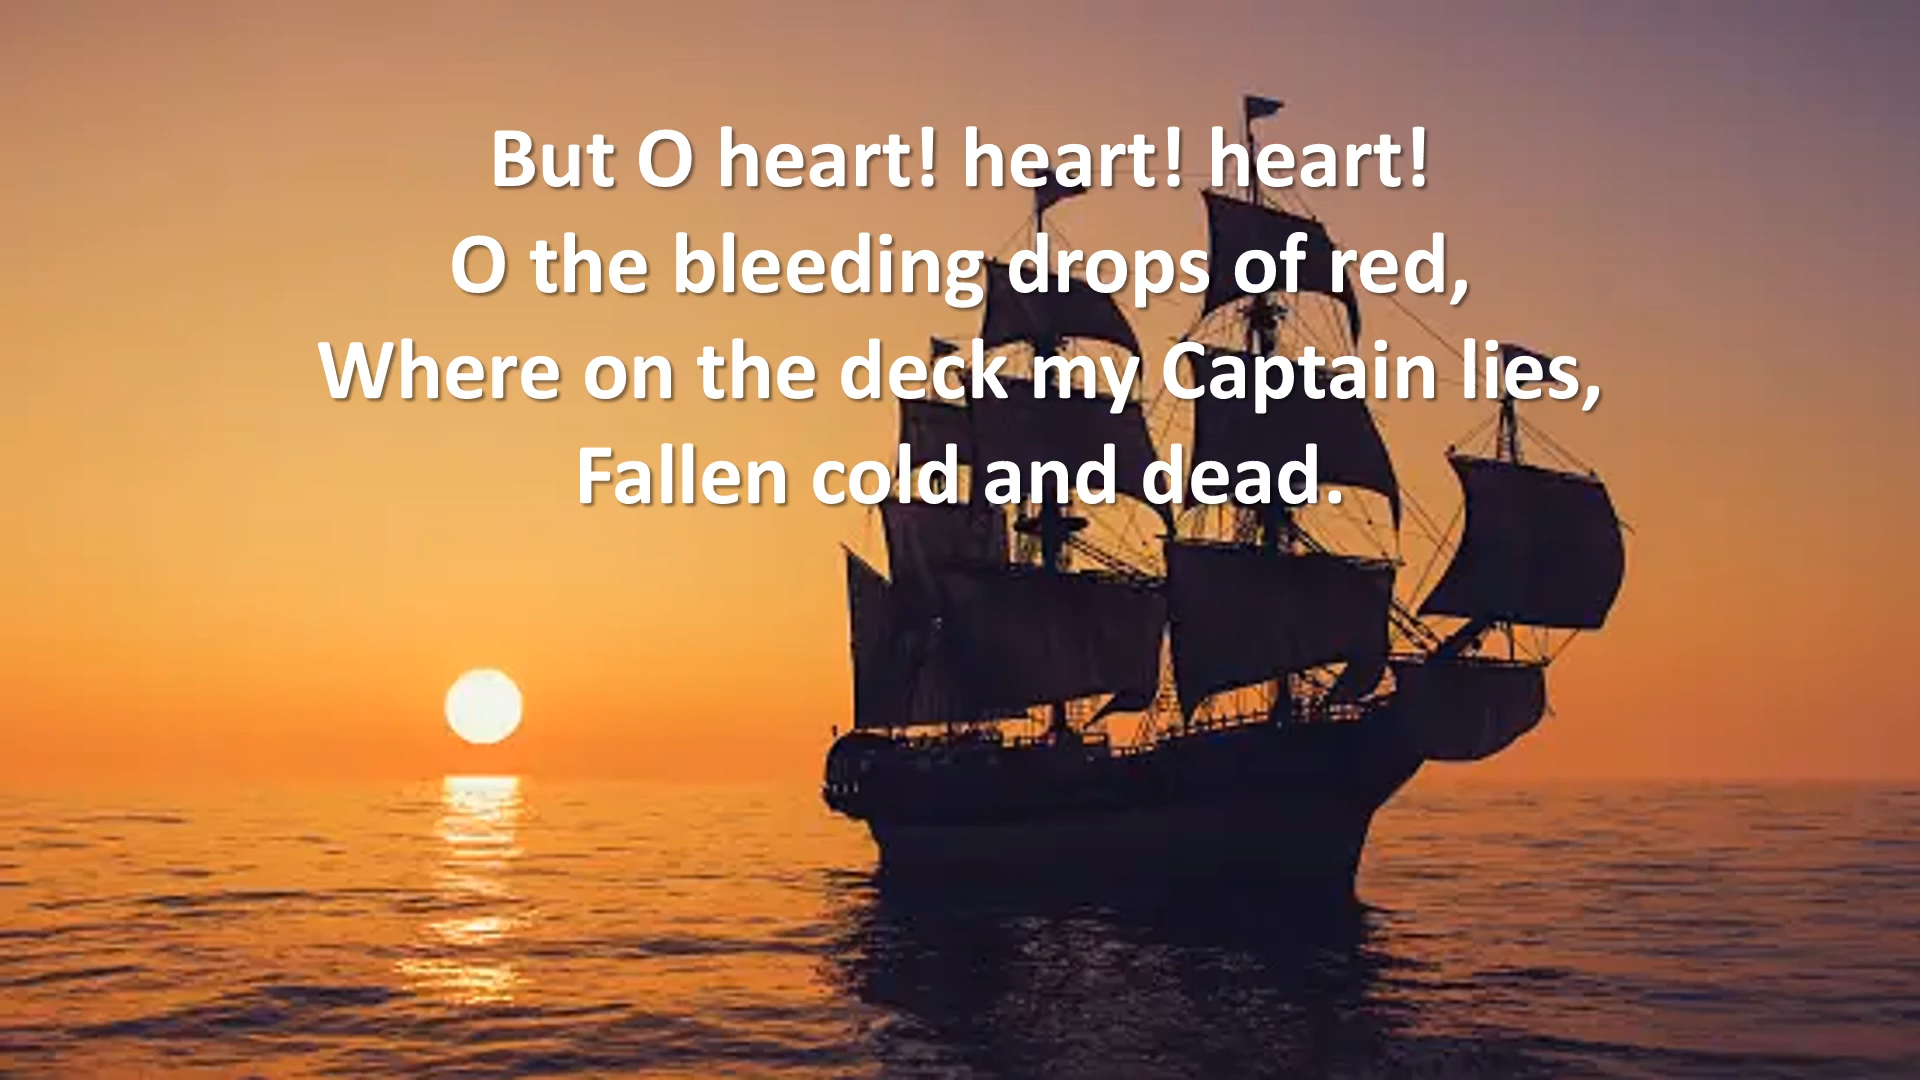 But O heart! heart! heart!
O the bleeding drops of red,
Where on the deck my Captain lies,
Fallen cold and dead.